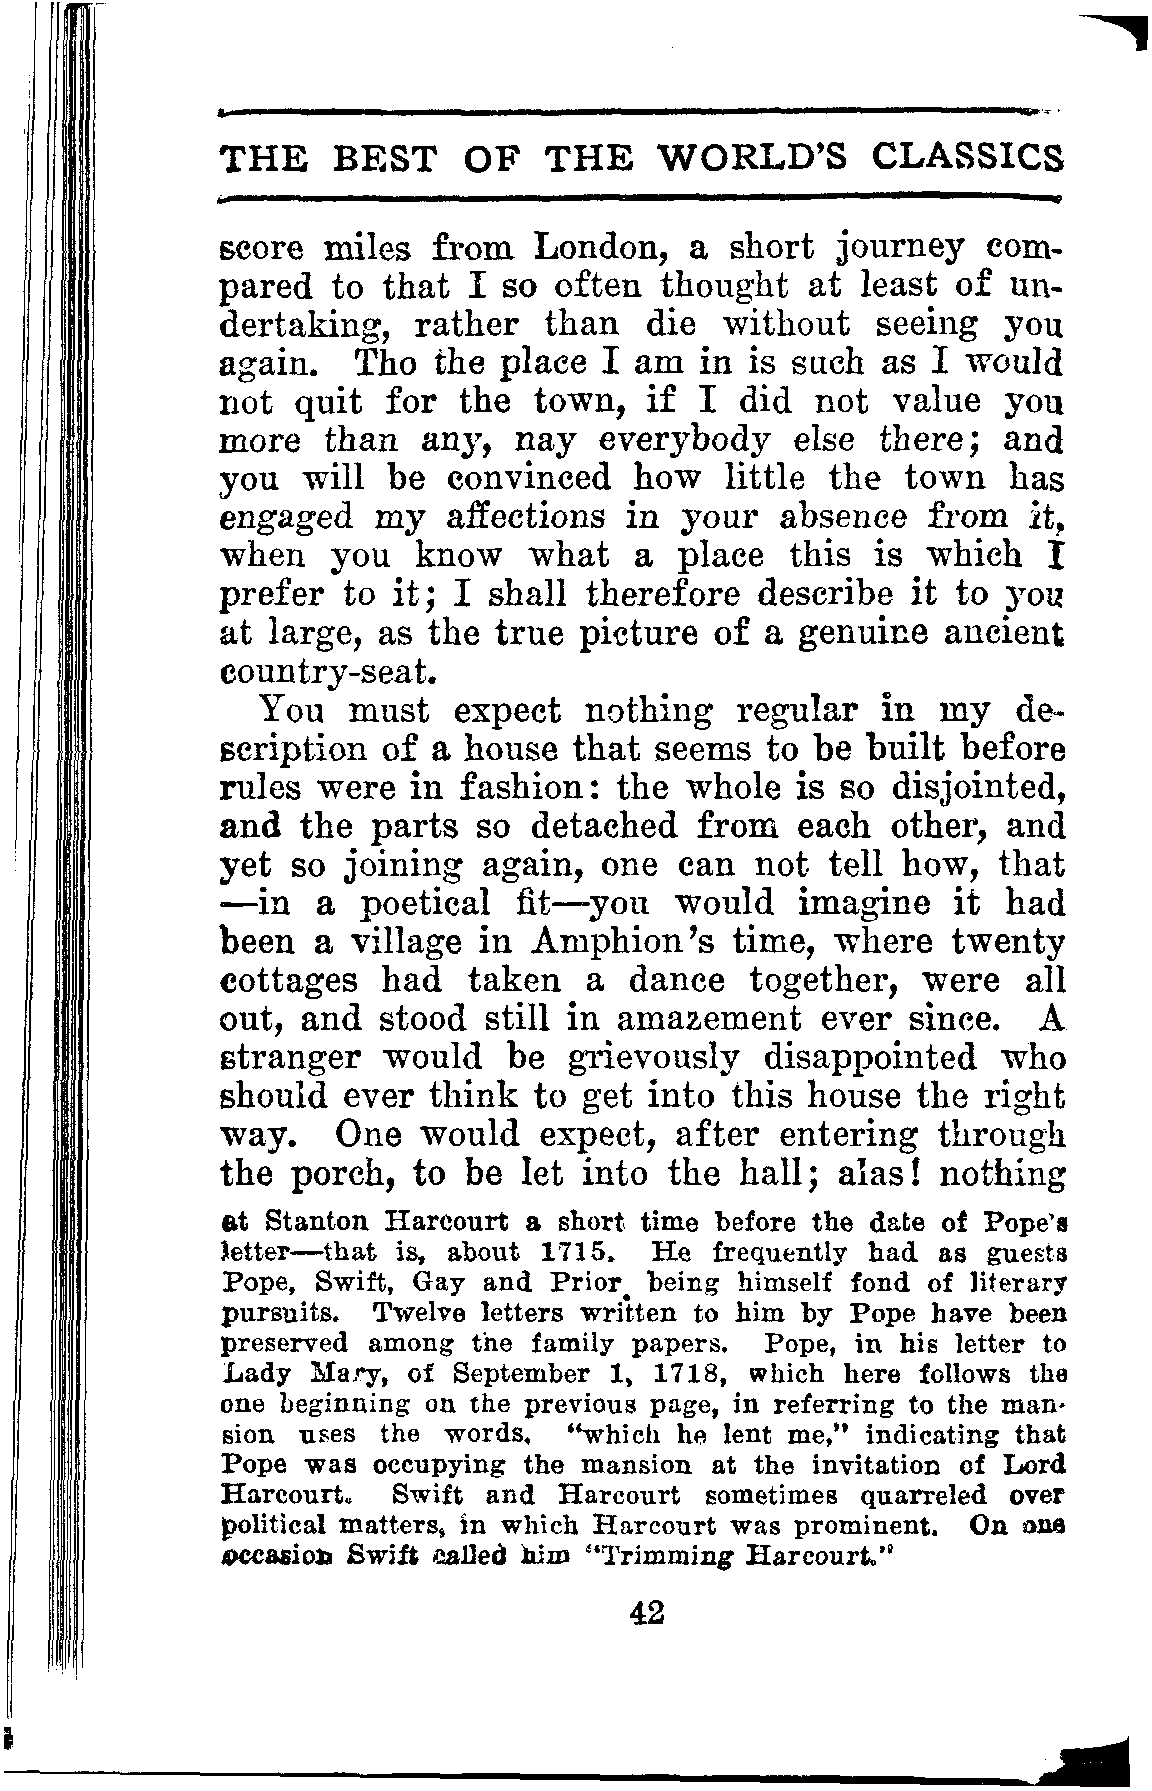 THE BEST OF THE WORLD'S CLASSICS
score miles from London, a short journey com-
pared to that I so often thought at least of un-
dertaking, rather than die without seeing you
again. Tho the place I am in is such as I would
not quit for the town, if I did not value you
more than any, nay everybody else there; and
you will be convinced how little the town has
engaged my affections in your absence from it,
when you know what a place this is which I
prefer to it; I shall therefore describe it to you
at large, as the true picture of a genuine ancient
country-seat.
You must expect nothing regular in my de-
scription of a house that seems to be built before
rules were in fashion: the whole is so disjointed,
and the parts so detached from each other, and
yet so joining again, one can not tell how, that
—in a poetical fit—you would imagine it had
been a village in Amphion's time, where twenty
cottages had taken a dance together, were all
out, and stood still in amazement ever since. A
stranger would be grievously disappointed who
should ever think to get into this house the right
way. One would expect, after entering through
the porch, to be let into the hall; alas! nothing
at Stanton Harcourt a short time before the date of Pope's
letter—that is, about 1715. He frequently had as guests
Pope, Swift, Gay and Prior, being himself fond of literary
pursuits. Twelve letters written to him by Pope have been
preserved among the family papers. Pope, in his letter to
Lady Mary, of September 1, 1718, which here follows the
one beginning on the previous page, in referring to the man-
sion uses the words, "which he lent me," indicating that
Pope was occupying the mansion at the invitation of Lord
Harcourt. Swift and Harcourt sometimes quarreled over
political matters, in which Harcourt was prominent. On one
occasion Swift called him "Trimming Harcourt."
42